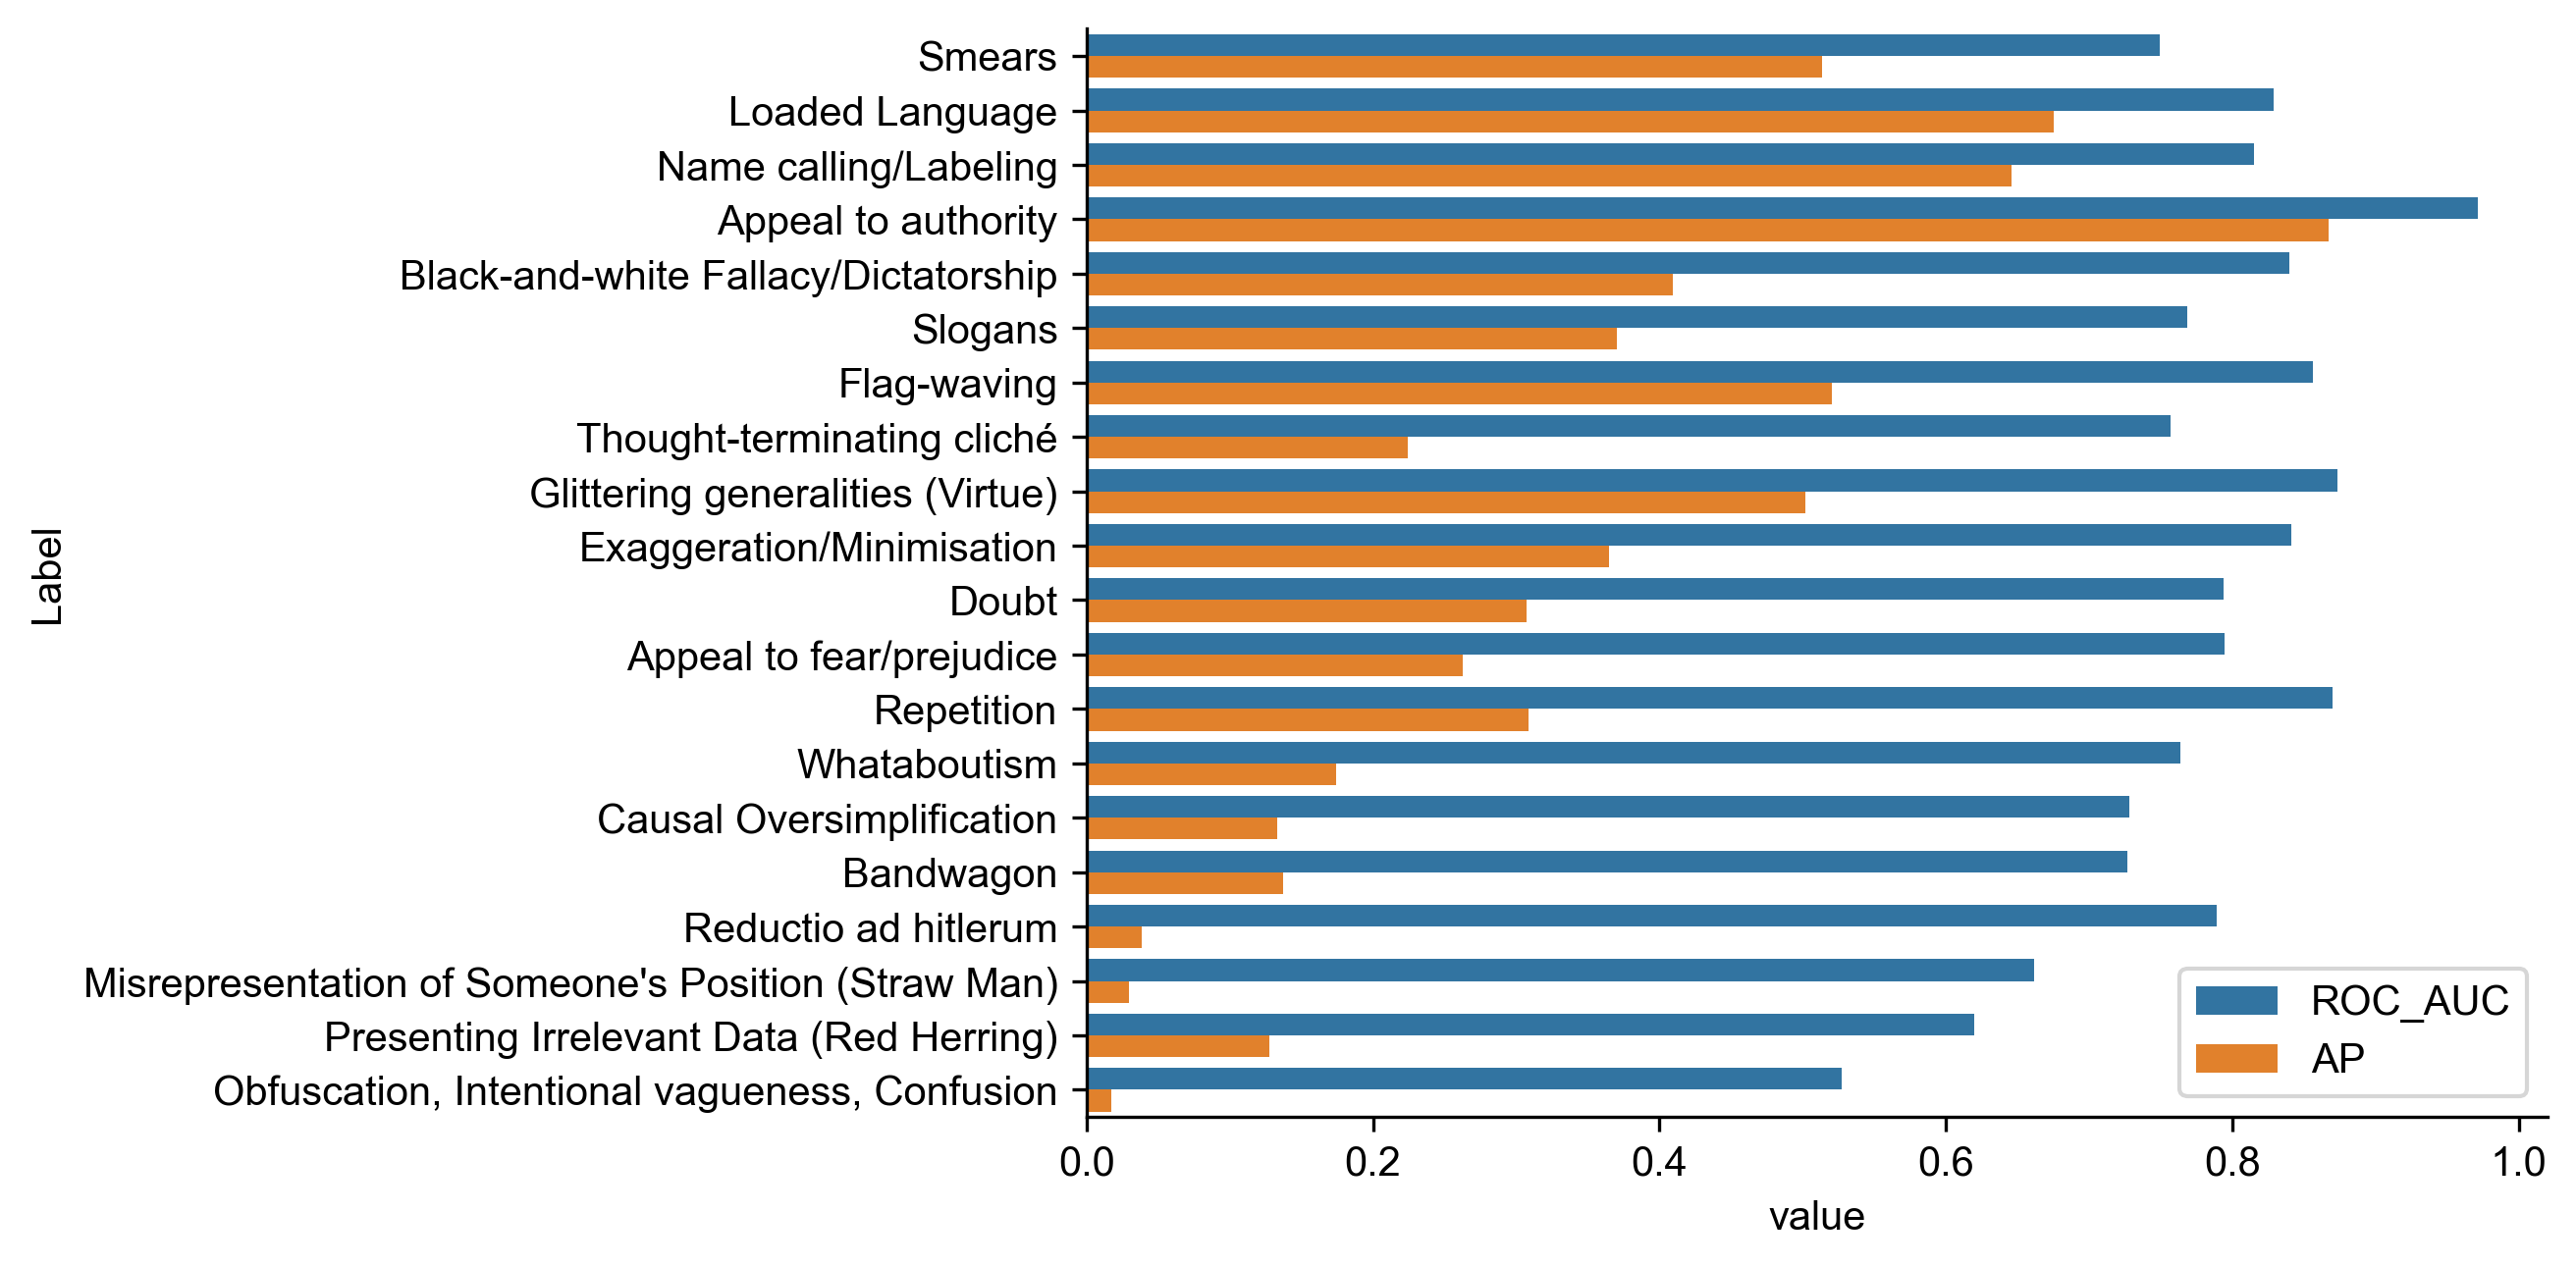 Smears
Loaded Language
Name calling/Labeling
Appeal to authority
Black-and-white Fallacy/Dictatorship
Slogans
Flag-waving
Thought-terminating cliché
Glittering generalities (Virtue)
Exaggeration/Minimisation
Doubt
Appeal to fear/prejudice
Repetition
Whataboutism
Causal Oversimplification
Bandwagon
Reductio ad hitlerum
Misrepresentation of Someone's Position (Straw Man)
Presenting Irrelevant Data (Red Herring)
Obfuscation, Intentional vagueness, Confusion
Label
ROC_AUC
AP
0.0 0.2 0.4 0.6 0.8 1.0
value